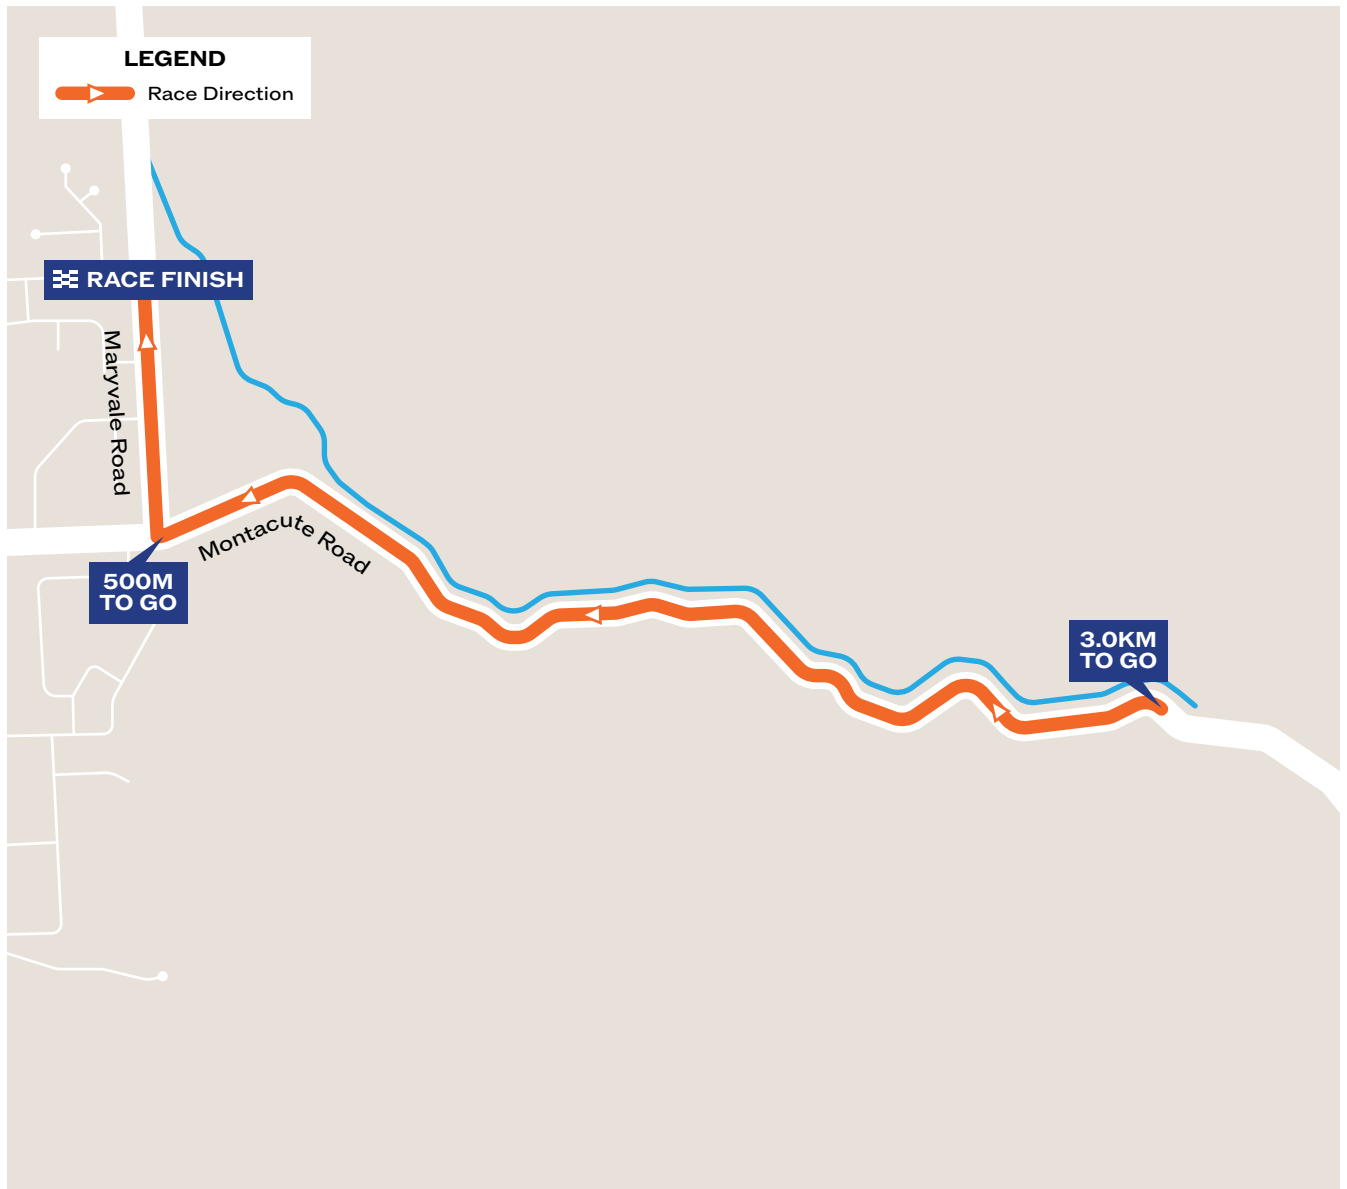 LEGEND
Race Direction
RACE FINISH
Maryvale Road
Montacute Road
500M
TO GO
3.0KM
TO GO